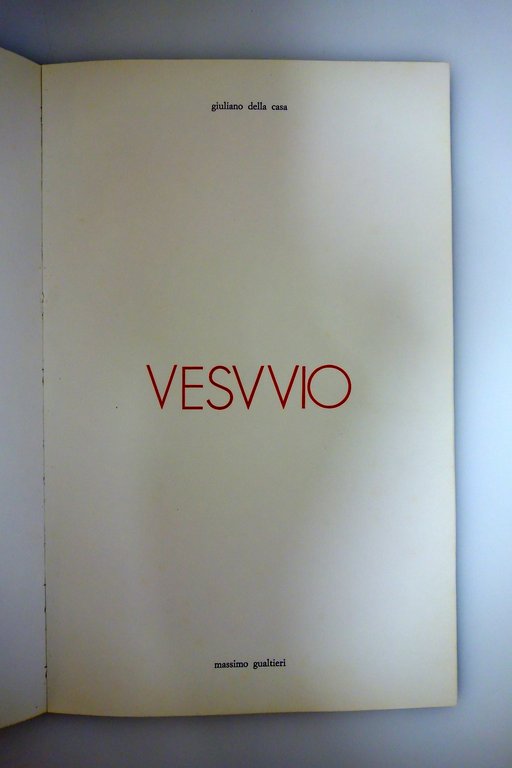 giuliano della casa
VESVVIO
massimo gualtieri